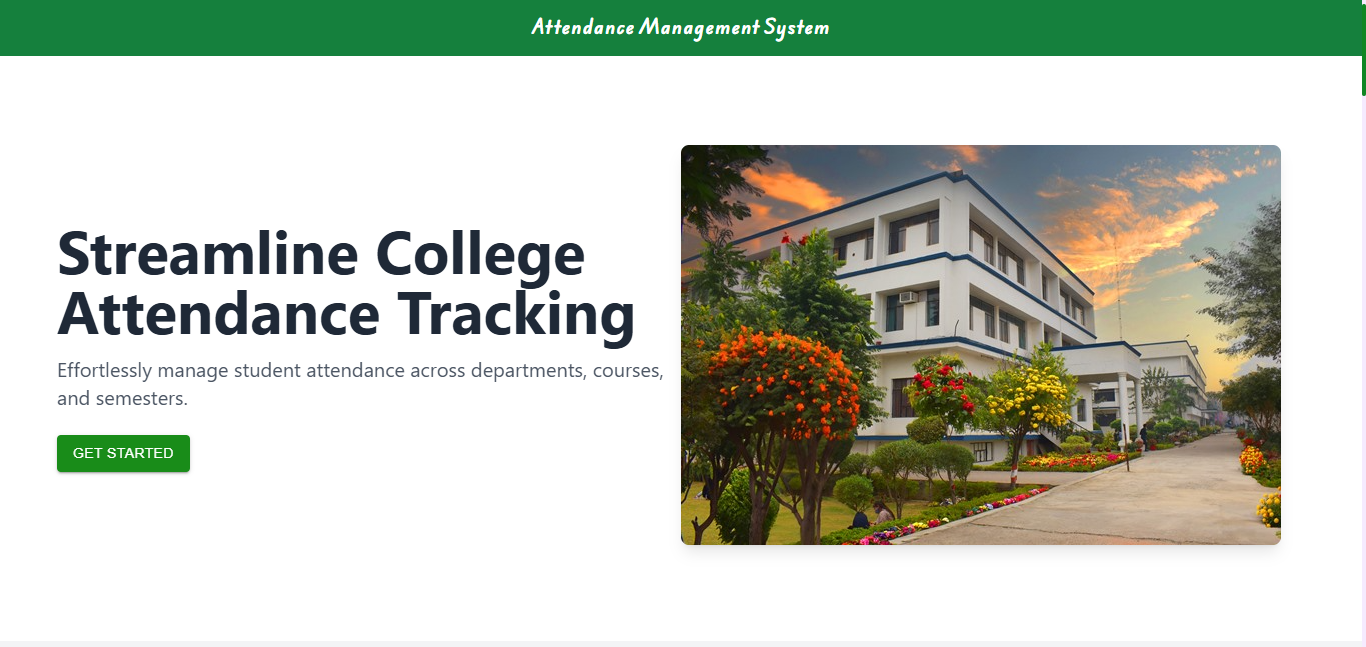 Attendance Management System
Streamline College
Attendance Tracking
Effortlessly manage student attendance across departments, courses,
and semesters.
GET STARTED